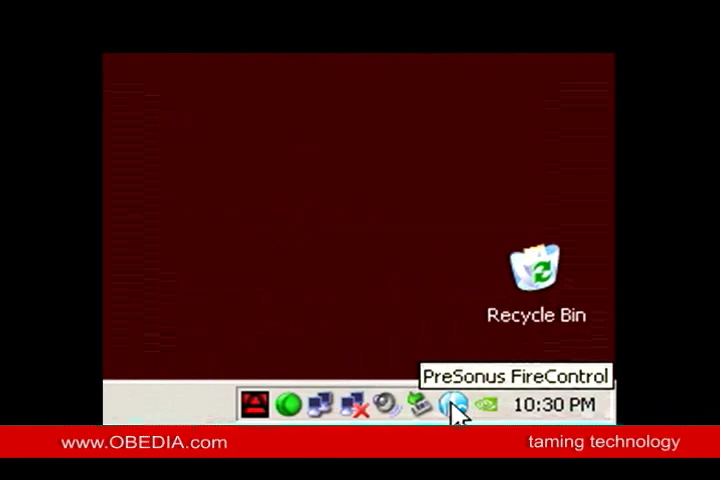 Recycle Bin
PreSonus FireControl
10:30 PM
www.OBEDIA.com
taming technology